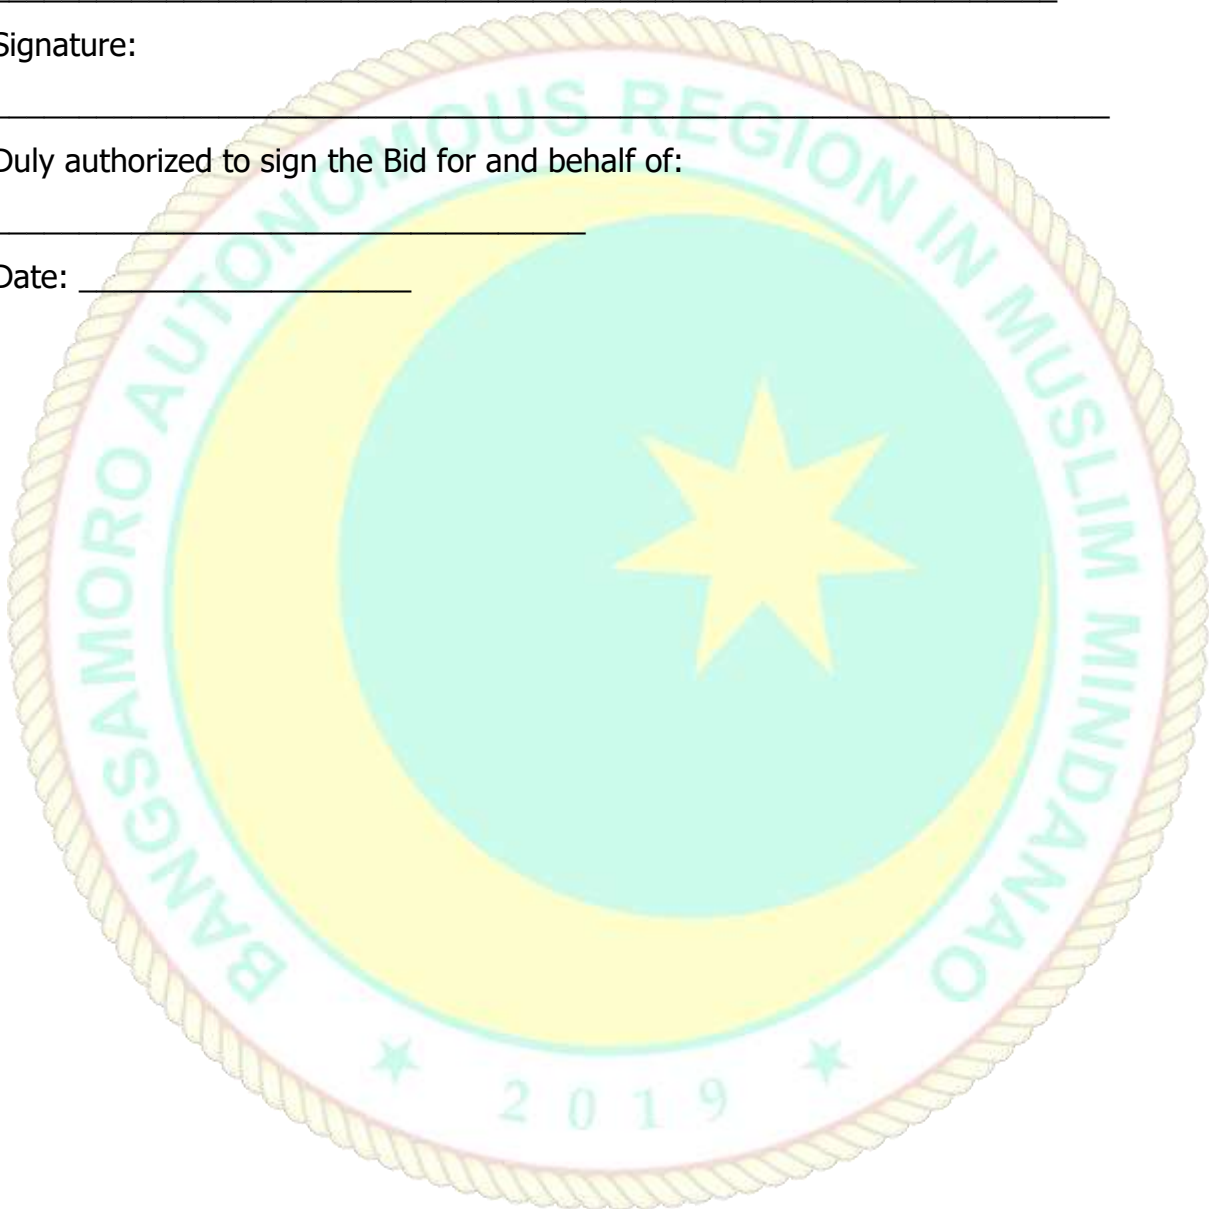 Signature:
Duly authorized to sign the Bid for and behalf of:
Date: ___________________
BANGSAMORO AUTONOMOUS REGION IN MUSLIM MINDANAO
2019